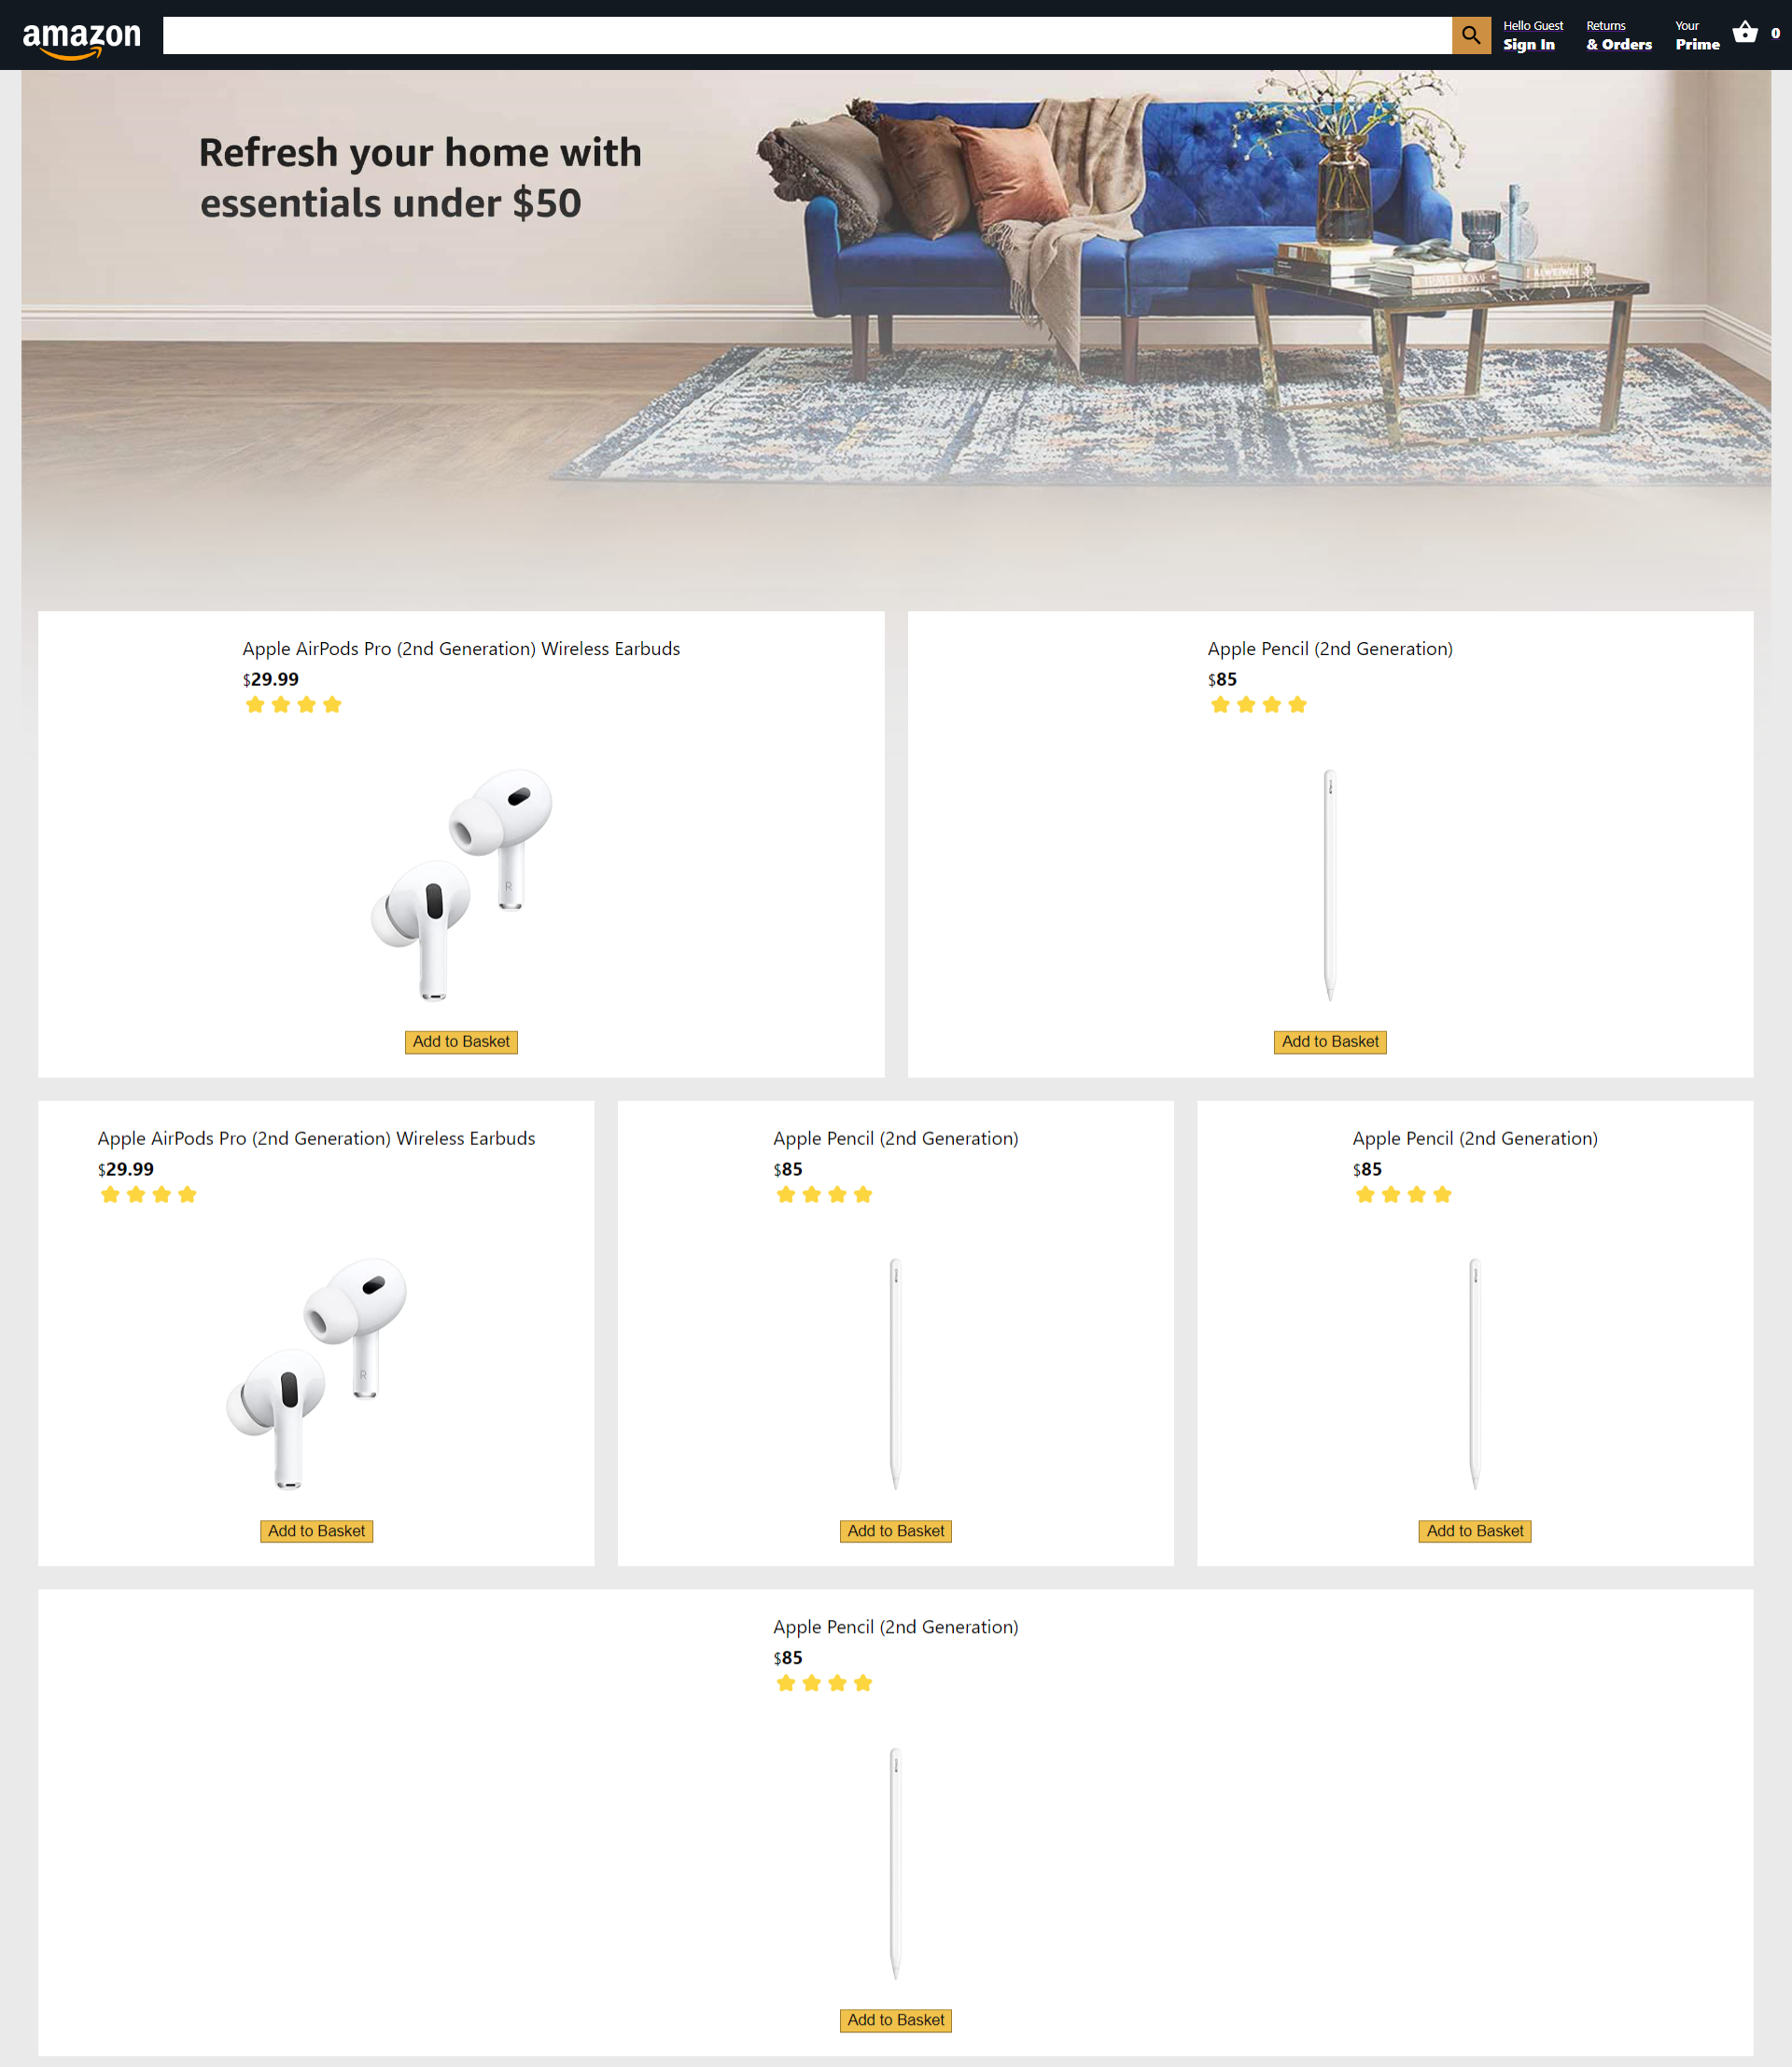 amazon
Hello Guest
Sign In
Returns
& Orders
Your
Prime
0
Refresh your home with
essentials under $50
Apple AirPods Pro (2nd Generation) Wireless Earbuds
$29.99
R
Add to Basket
Apple Pencil (2nd Generation)
$85
Add to Basket
Apple AirPods Pro (2nd Generation) Wireless Earbuds
$29.99
R
Add to Basket
Apple Pencil (2nd Generation)
$85
Add to Basket
Apple Pencil (2nd Generation)
$85
Add to Basket
Apple Pencil (2nd Generation)
$85
Add to Basket